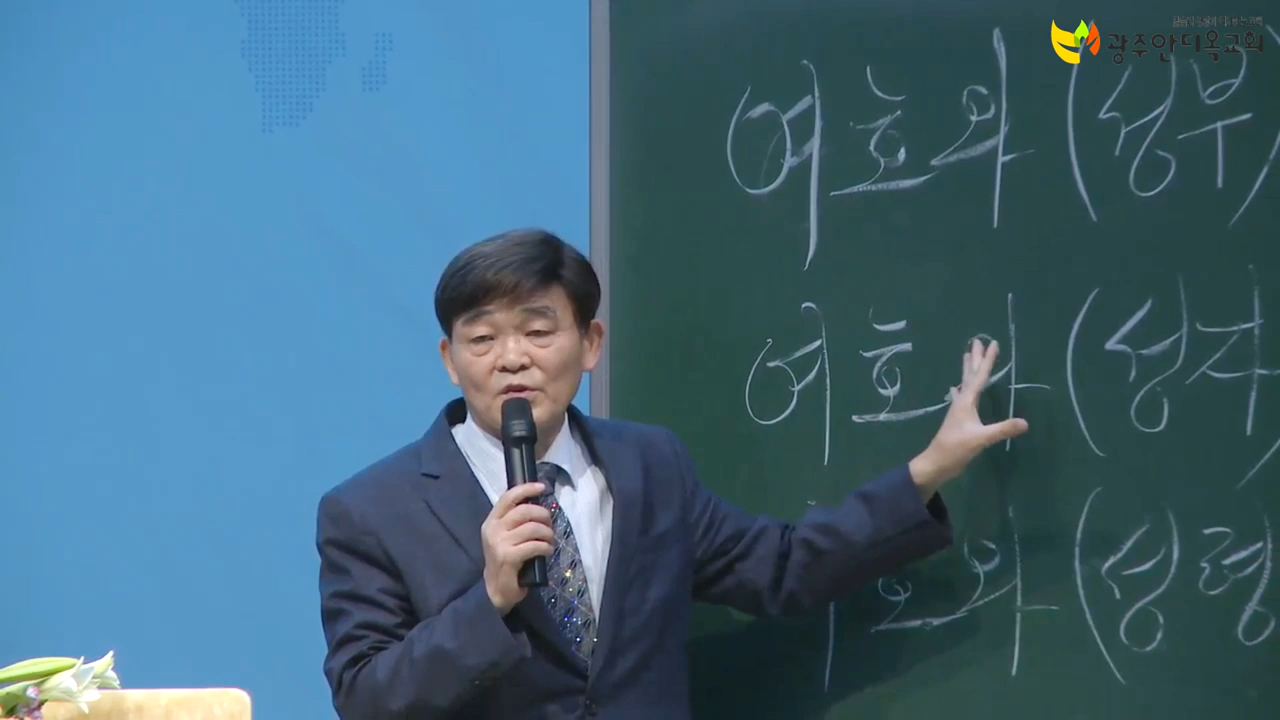 광주안디옥교회
여호와 (성부)
여호와 (성자)
호와 (성령